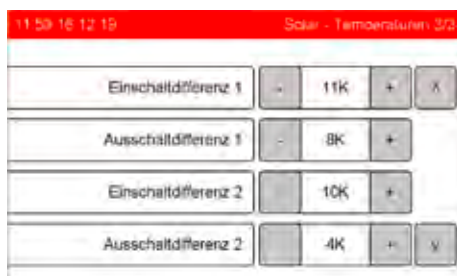 11:59 16.12.19 Solar - Temperaturen 3/3
Einschaltdifferenz 1 - 11K + ∧
Ausschaltdifferenz 1 - 8K +
Einschaltdifferenz 2 10K +
Ausschaltdifferenz 2 4K + v